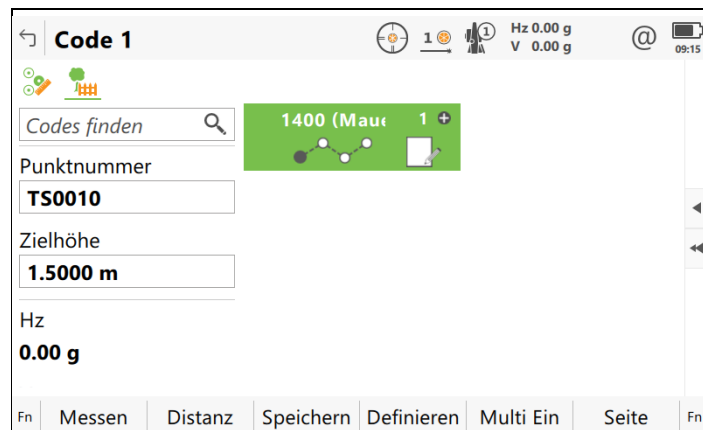 Code 1
1
1
Hz 0.00 g
V 0.00 g
@
09:15
Codes finden
1400 (Maue
1
Punktnummer
TS0010
Zielhöhe
1.5000 m
Hz
0.00 g
Fn Messen Distanz Speichern Definieren Multi Ein Seite Fn